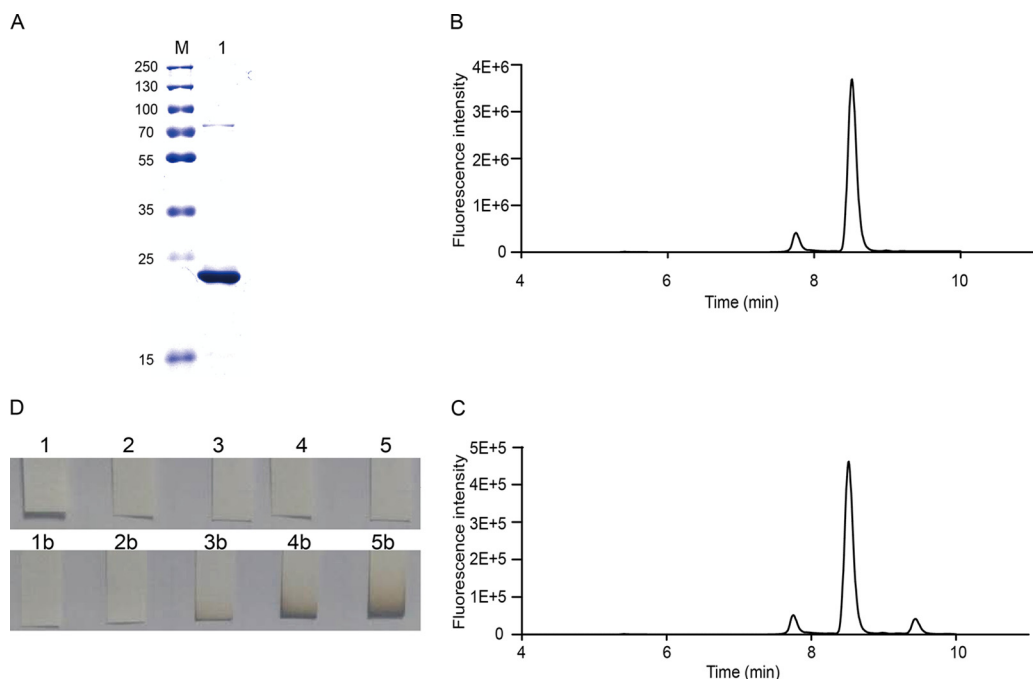 A
M 1
250
130
100
70
55
35
25
15
B
Fluorescence intensity
4E+6
3E+6
2E+6
1E+6
0
4 6 8 10
Time (min)
D
1 2 3 4 5
1b 2b 3b 4b 5b
C
Fluorescence intensity
5E+5
4E+5
3E+5
2E+5
1E+5
0
4 6 8 10
Time (min)